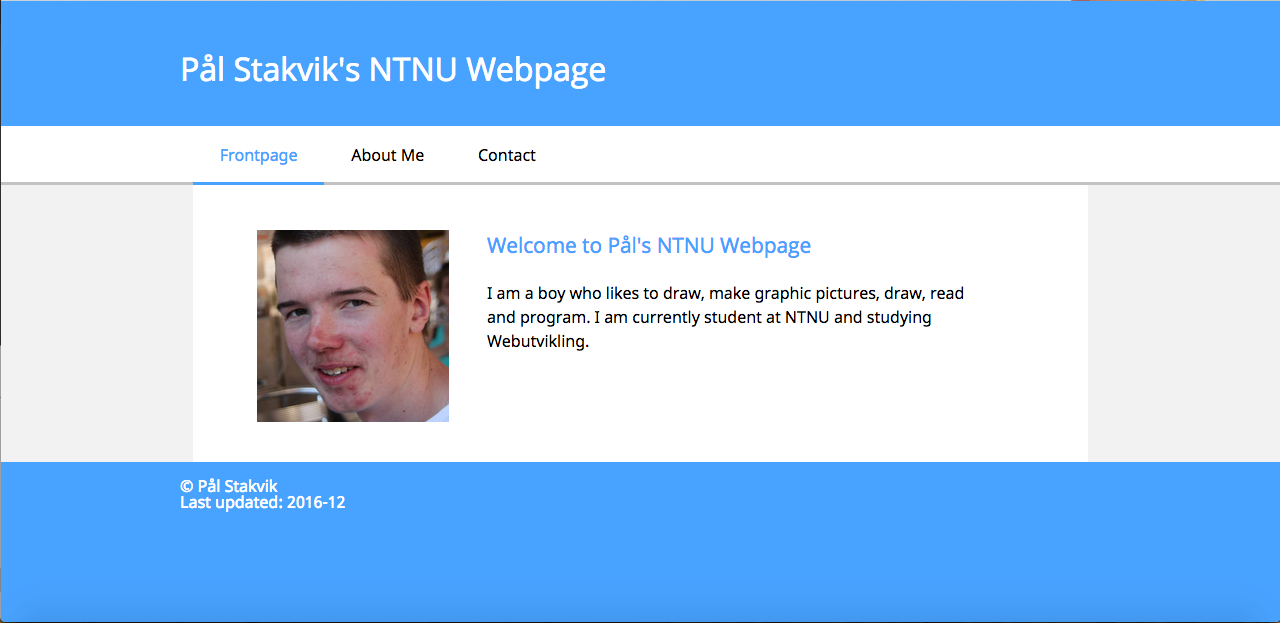 Pål Stakvik's NTNU Webpage
Frontpage About Me Contact
Welcome to Pål's NTNU Webpage
I am a boy who likes to draw, make graphic pictures, draw, read
and program. I am currently student at NTNU and studying
Webutvikling.
© Pål Stakvik
Last updated: 2016-12